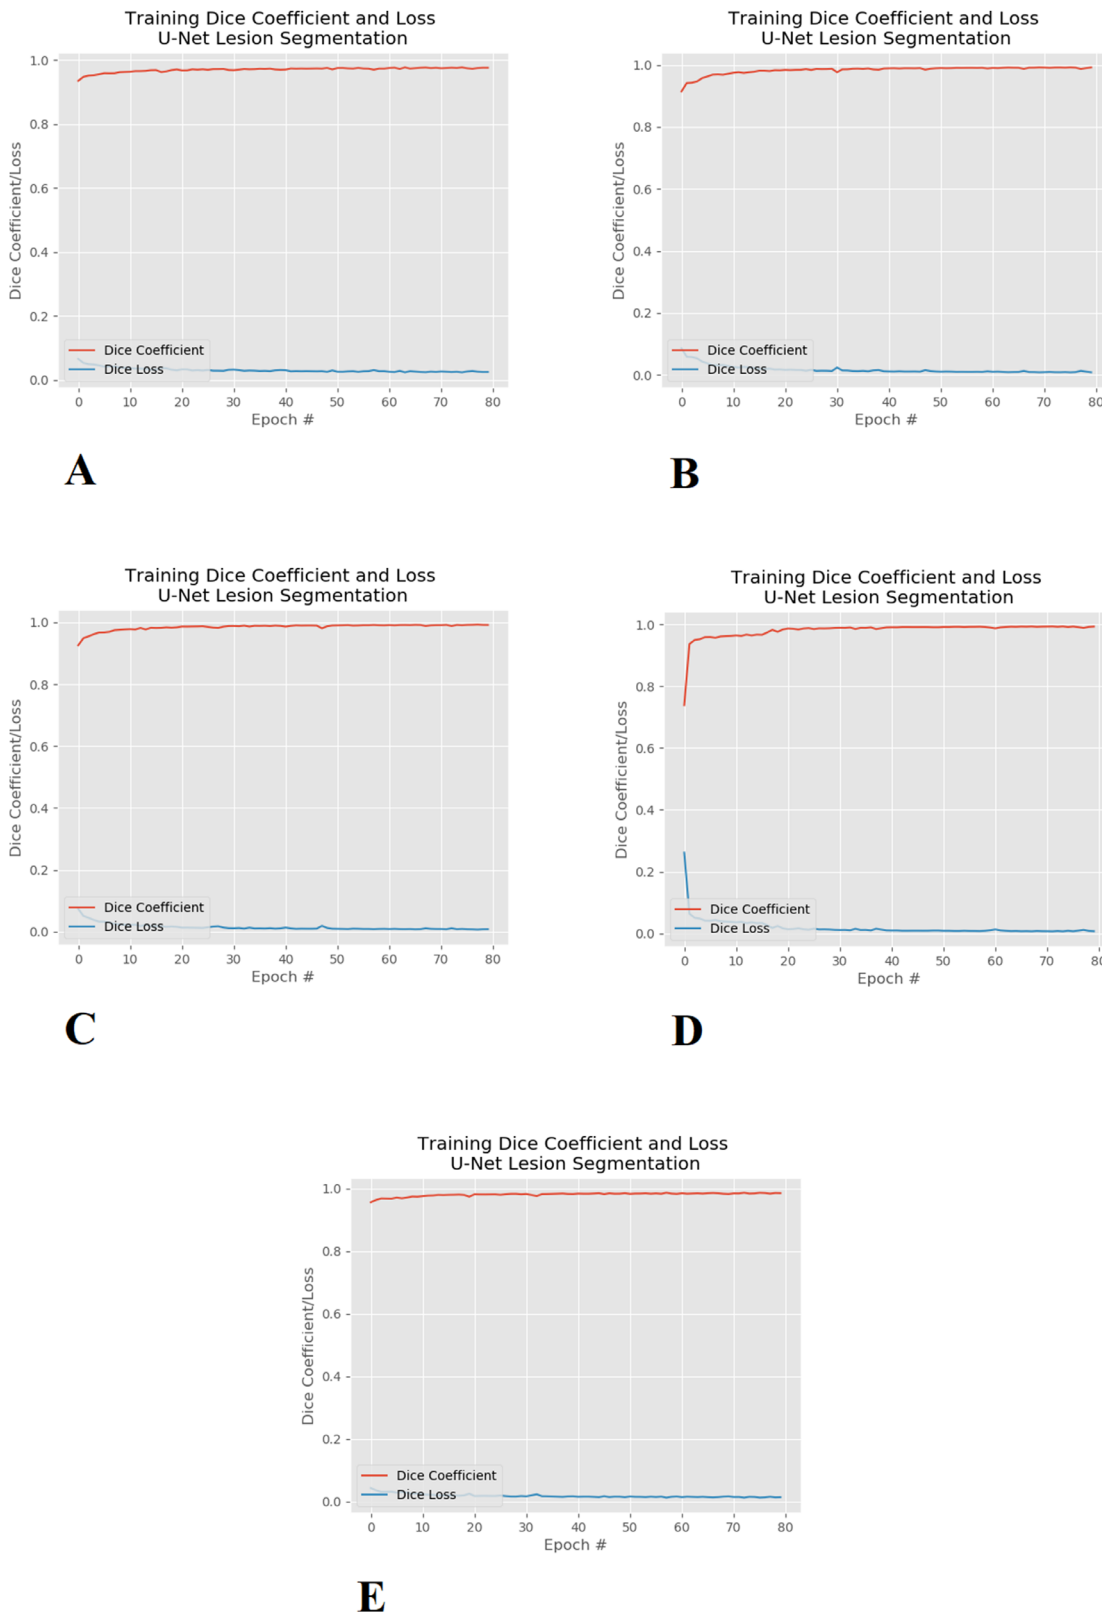 Training Dice Coefficient and Loss
U-Net Lesion Segmentation
Dice Coefficient/Loss
1.0
0.8
0.6
0.4
0.2
0.0
Dice Coefficient
Dice Loss
0 10 20 30 40 50 60 70 80
Epoch #
A
Training Dice Coefficient and Loss
U-Net Lesion Segmentation
Dice Coefficient/Loss
1.0
0.8
0.6
0.4
0.2
0.0
Dice Coefficient
Dice Loss
0 10 20 30 40 50 60 70 80
Epoch #
B
Training Dice Coefficient and Loss
U-Net Lesion Segmentation
Dice Coefficient/Loss
1.0
0.8
0.6
0.4
0.2
0.0
Dice Coefficient
Dice Loss
0 10 20 30 40 50 60 70 80
Epoch #
C
Training Dice Coefficient and Loss
U-Net Lesion Segmentation
Dice Coefficient/Loss
1.0
0.8
0.6
0.4
0.2
0.0
Dice Coefficient
Dice Loss
0 10 20 30 40 50 60 70 80
Epoch #
D
Training Dice Coefficient and Loss
U-Net Lesion Segmentation
Dice Coefficient/Loss
1.0
0.8
0.6
0.4
0.2
0.0
Dice Coefficient
Dice Loss
0 10 20 30 40 50 60 70 80
Epoch #
E